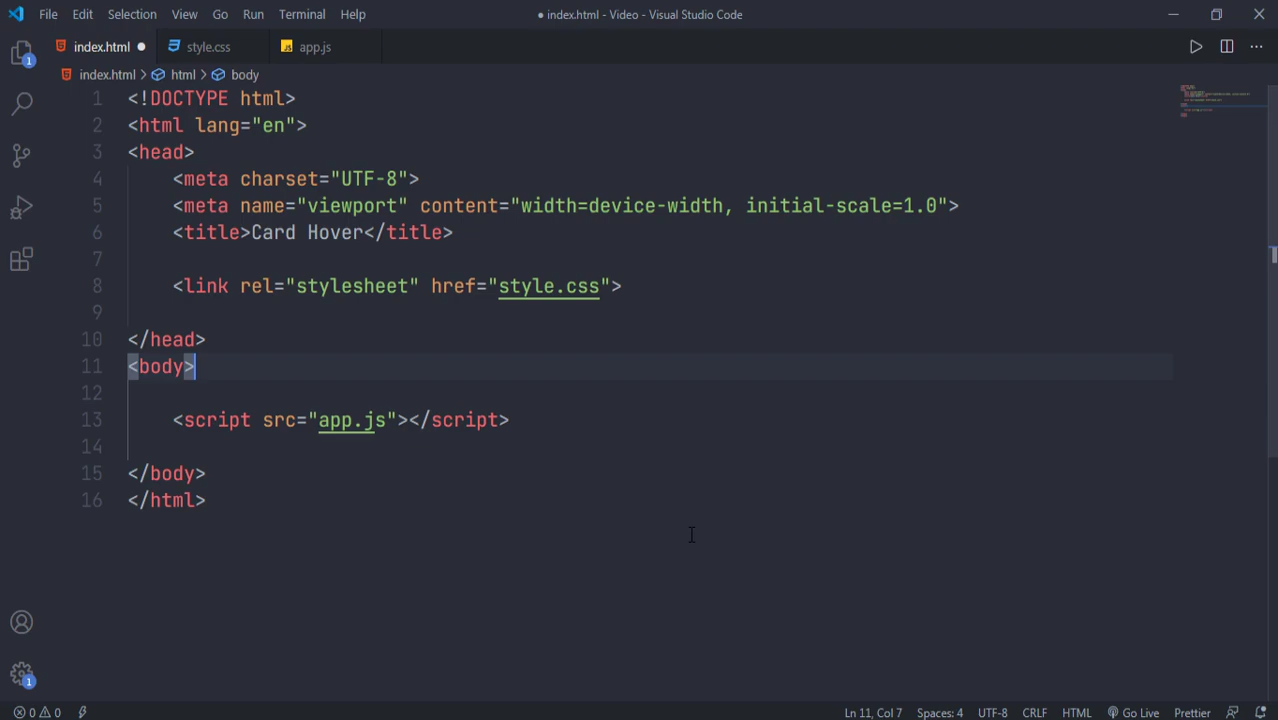 File Edit Selection View Go Run Terminal Help ● index.html - Video - Visual Studio Code
index.html ● style.css app.js
index.html > html > body
1 <!DOCTYPE html>
2 <html lang="en">
3 <head>
4 <meta charset="UTF-8">
5 <meta name="viewport" content="width=device-width, initial-scale=1.0">
6 <title>Card Hover</title>
7
8 <link rel="stylesheet" href="style.css">
9
10 </head>
11 <body>
12
13 <script src="app.js"></script>
14
15 </body>
16 </html>
1
1
0 0 Ln 11, Col 7 Spaces: 4 UTF-8 CRLF HTML Go Live Prettier